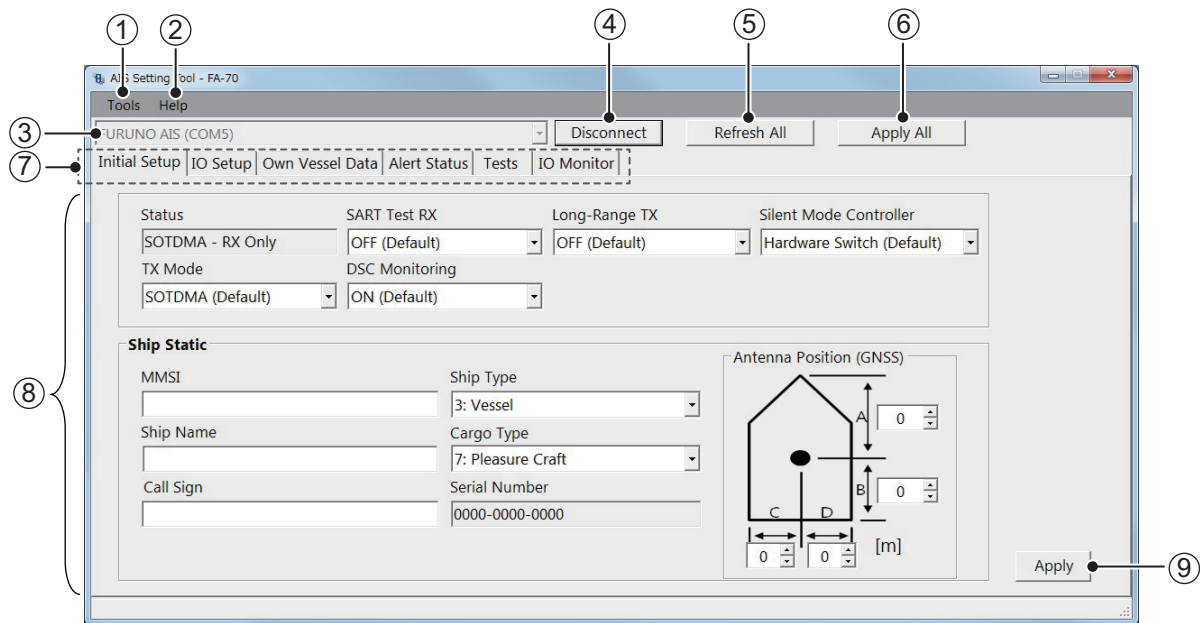 ① ② ④ ⑤ ⑥
AIS Setting Tool - FA-70
Tools Help
③ FURUNO AIS (COM5) Disconnect Refresh All Apply All
⑦ Initial Setup IO Setup Own Vessel Data Alert Status Tests IO Monitor
Status SART Test RX Long-Range TX Silent Mode Controller
SOTDMA - RX Only OFF (Default) OFF (Default) Hardware Switch (Default)
TX Mode DSC Monitoring
SOTDMA (Default) ON (Default)
Ship Static
Antenna Position (GNSS)
MMSI Ship Type
⑧ 3: Vessel
A 0
Ship Name Cargo Type
7: Pleasure Craft
Call Sign Serial Number
B 0
0000-0000-0000
C D
0 0 [m]
Apply ⑨